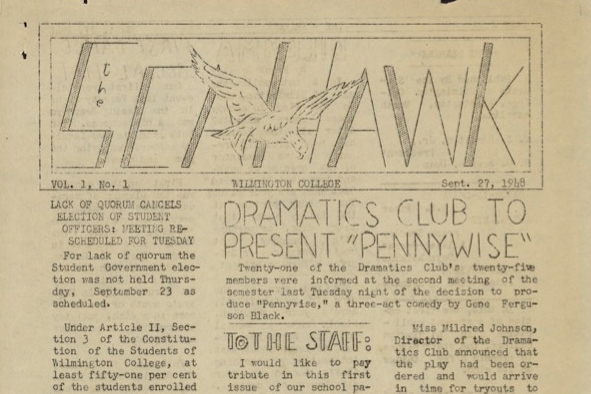 the
SEAHAWK
VOL. 1, No. 1 WILMINGTON COLLEGE Sept. 27, 1948
LACK OF QUORUM CANCELS
ELECTION OF STUDENT
OFFICERS: MEETING RE-
SCHEDULED FOR TUESDAY
For lack of quorum the
Student Government elec-
tion was not held Thurs-
day, September 23 as
scheduled.
Under Article II, Sec-
tion 3 of the Constitu-
tion of the Students of
Wilmington College, at
least fifty-one per cent
of the students enrolled
DRAMATICS CLUB TO
PRESENT "PENNYWISE"
Twenty-one of the Dramatics Club's twenty-five
members were informed at the second meeting of the
semester last Tuesday night of the decision to pro-
duce "Pennywise," a three-act comedy by Gene Fergu-
son Black.
To THE STAFF:
I would like to pay
tribute in this first
issue of our school pa-
Miss Mildred Johnson,
Director of the Drama-
tics Club announced that
the play had been or-
dered and would arrive
in time for tryouts to